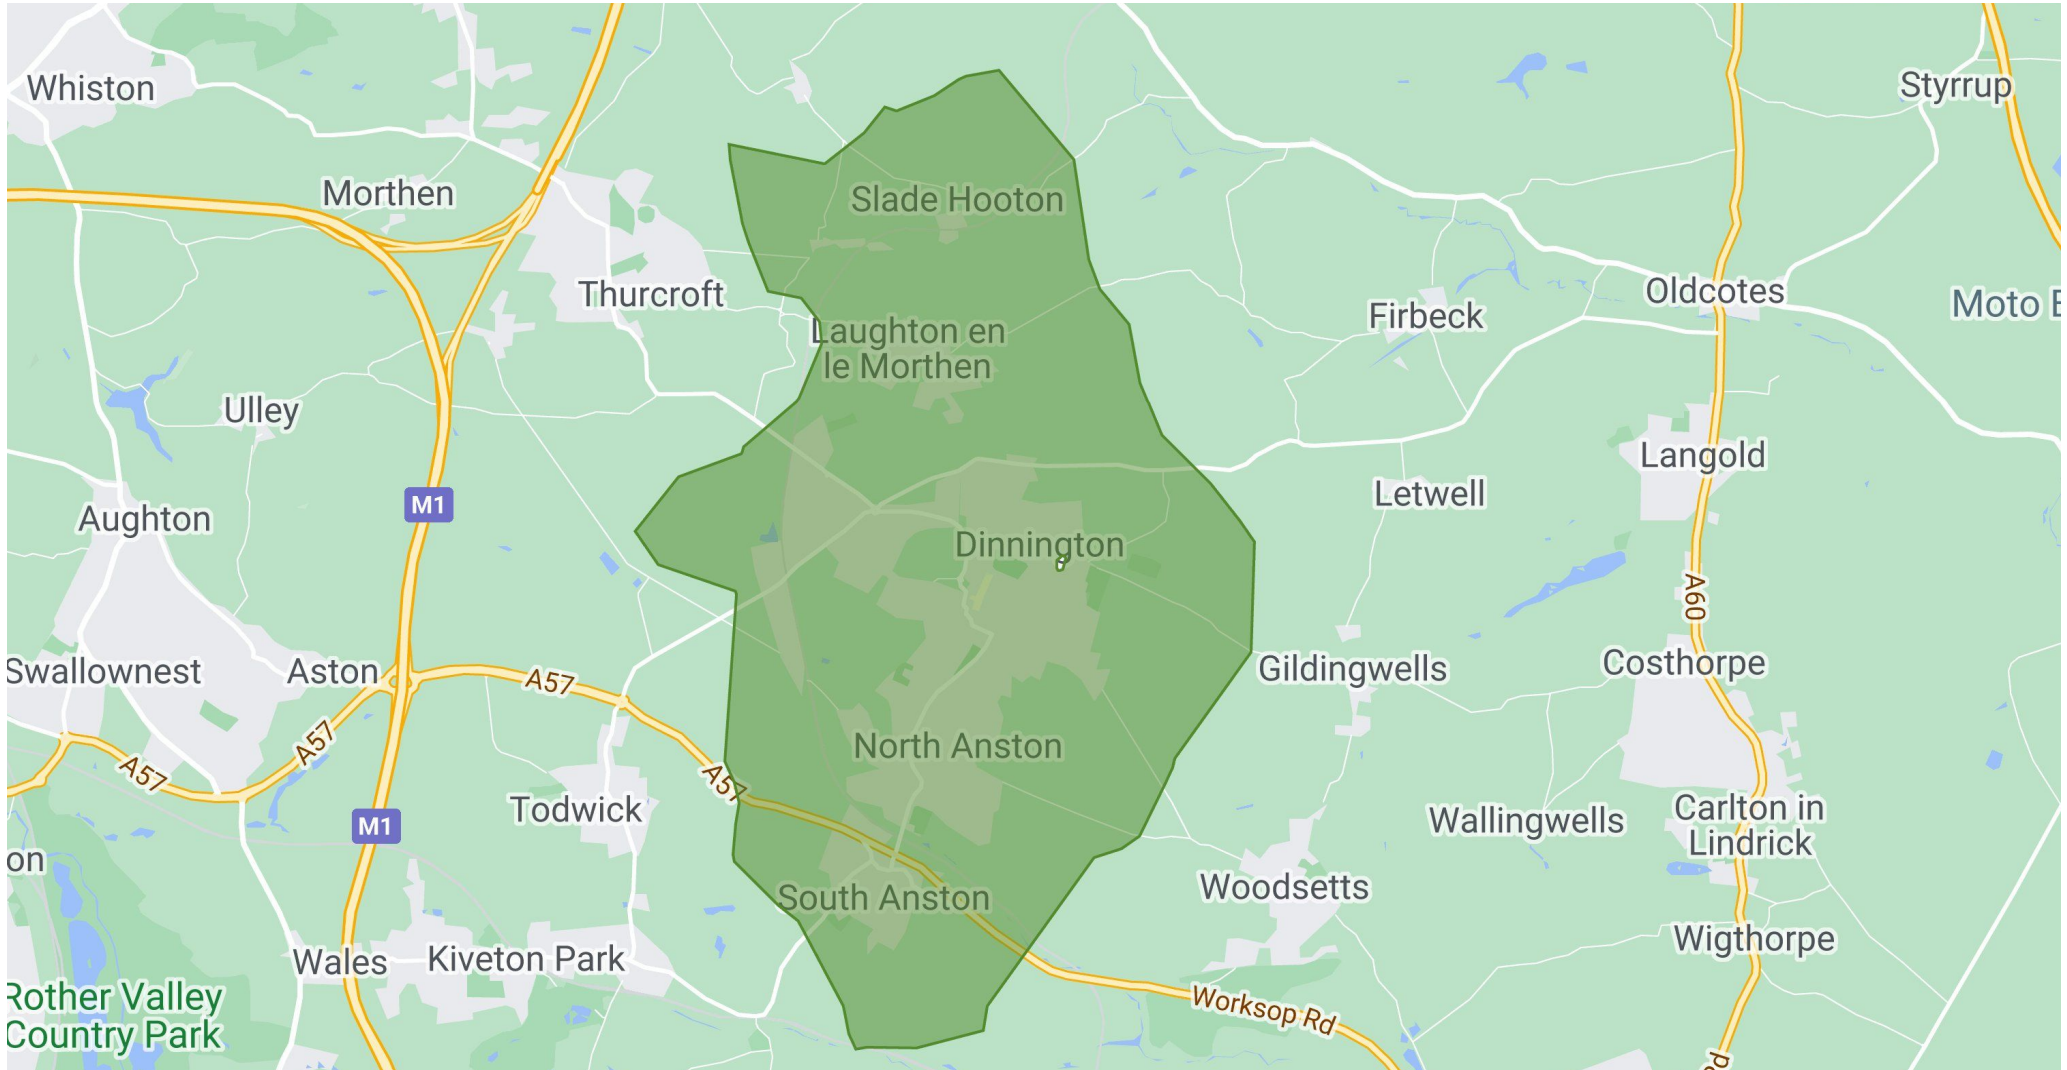 Whiston
Styrrup
Morthen
Slade Hooton
Thurcroft
Oldcotes
Moto
Firbeck
Laughton en
le Morthen
Ulley
Langold
M1
Letwell
Aughton
Dinnington
A60
Swallownest
Aston
A57
Gildingwells
Costhorpe
A57
North Anston
A57
A57
Todwick
Carlton in
Lindrick
Wallingwells
M1
on
South Anston
Woodsetts
Wales
Kiveton Park
Wigthorpe
Rother Valley
Country Park
Worksop Rd